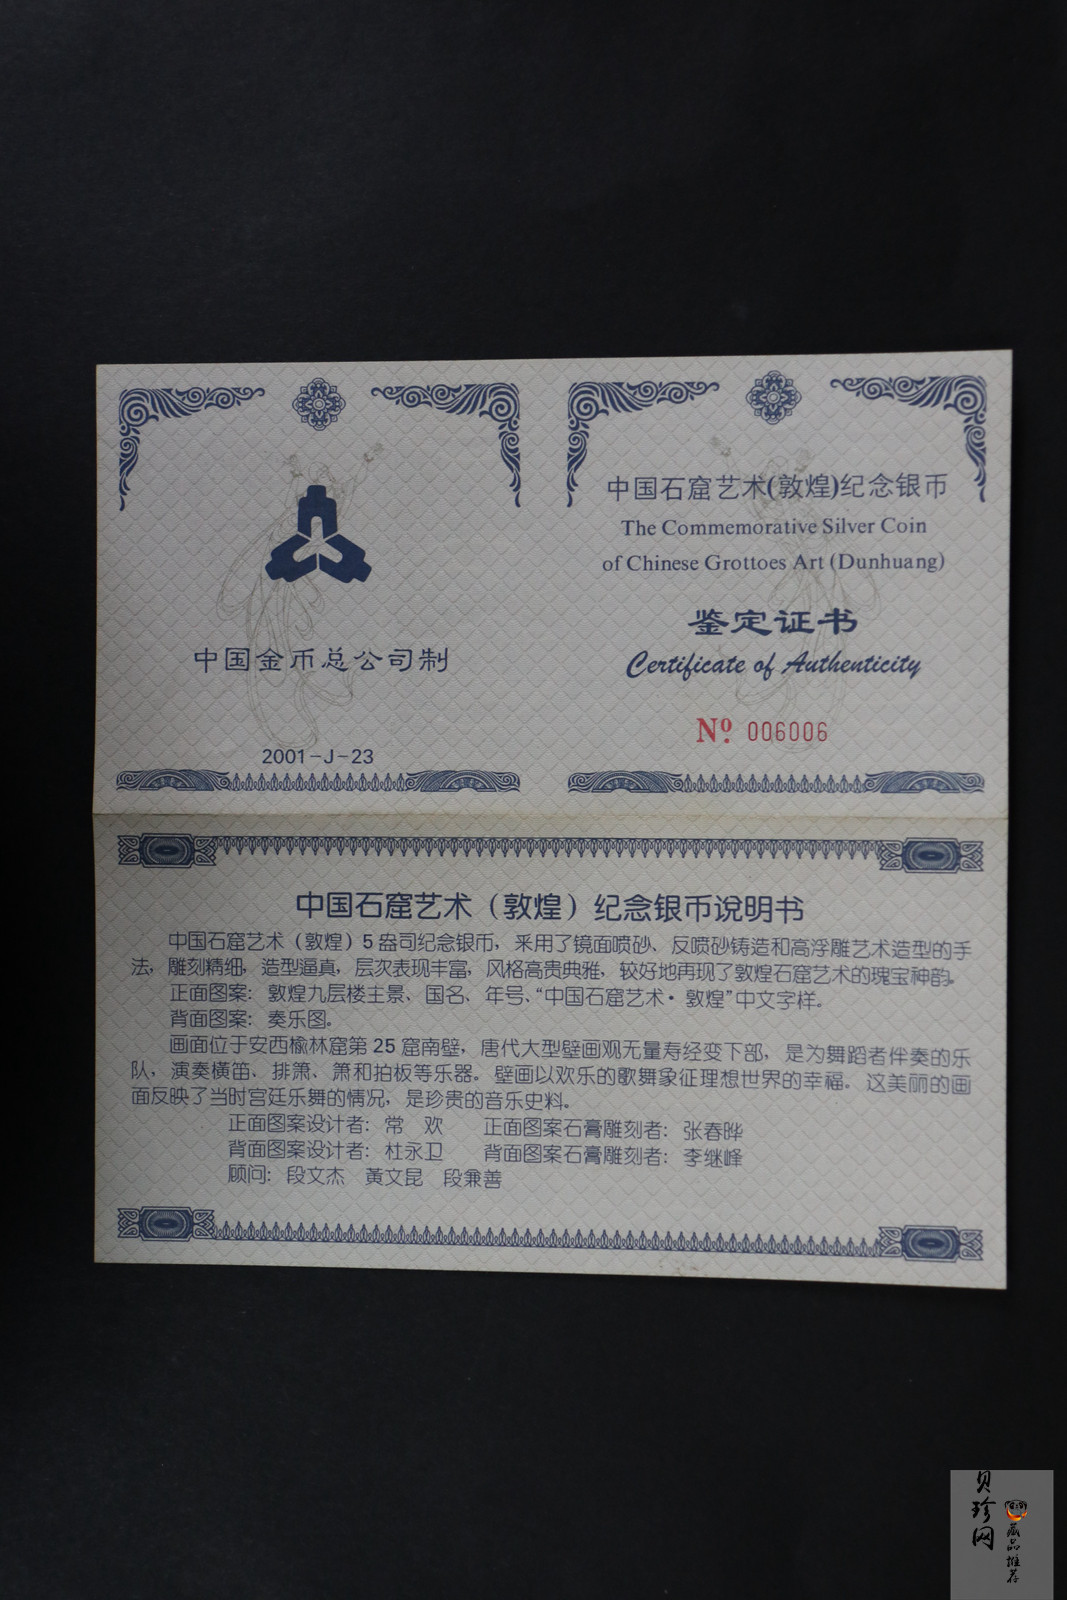 中国金币总公司制
2001-J-23
中国石窟艺术(敦煌)纪念银币
The Commemorative Silver Coin
of Chinese Grottoes Art (Dunhuang)
鉴定证书
Certificate of Authenticity
Nº 006006
中国石窟艺术（敦煌）纪念银币说明书
中国石窟艺术（敦煌）5盎司纪念银币，采用了镜面喷砂、反喷砂铸造和高浮雕艺术造型的手
法，雕刻精细，造型逼真，层次表现丰富，风格高贵典雅，较好地再现了敦煌石窟艺术的瑰宝神韵。
正面图案：敦煌九层楼主景、国名、年号、“中国石窟艺术·敦煌”中文字样。
背面图案：奏乐图。
画面位于安西榆林窟第25窟南壁，唐代大型壁画观无量寿经变下部，是为舞蹈者伴奏的乐
队，演奏横笛、排箫、箫和拍板等乐器。壁画以欢乐的歌舞象征理想世界的幸福。这美丽的画
面反映了当时宫廷乐舞的情况，是珍贵的音乐史料。
正面图案设计者：常 欢 正面图案石膏雕刻者：张春晔
背面图案设计者：杜永卫 背面图案石膏雕刻者：李继峰
顾问：段文杰 黄文昆 段兼善
贝珍网
藏品推荐